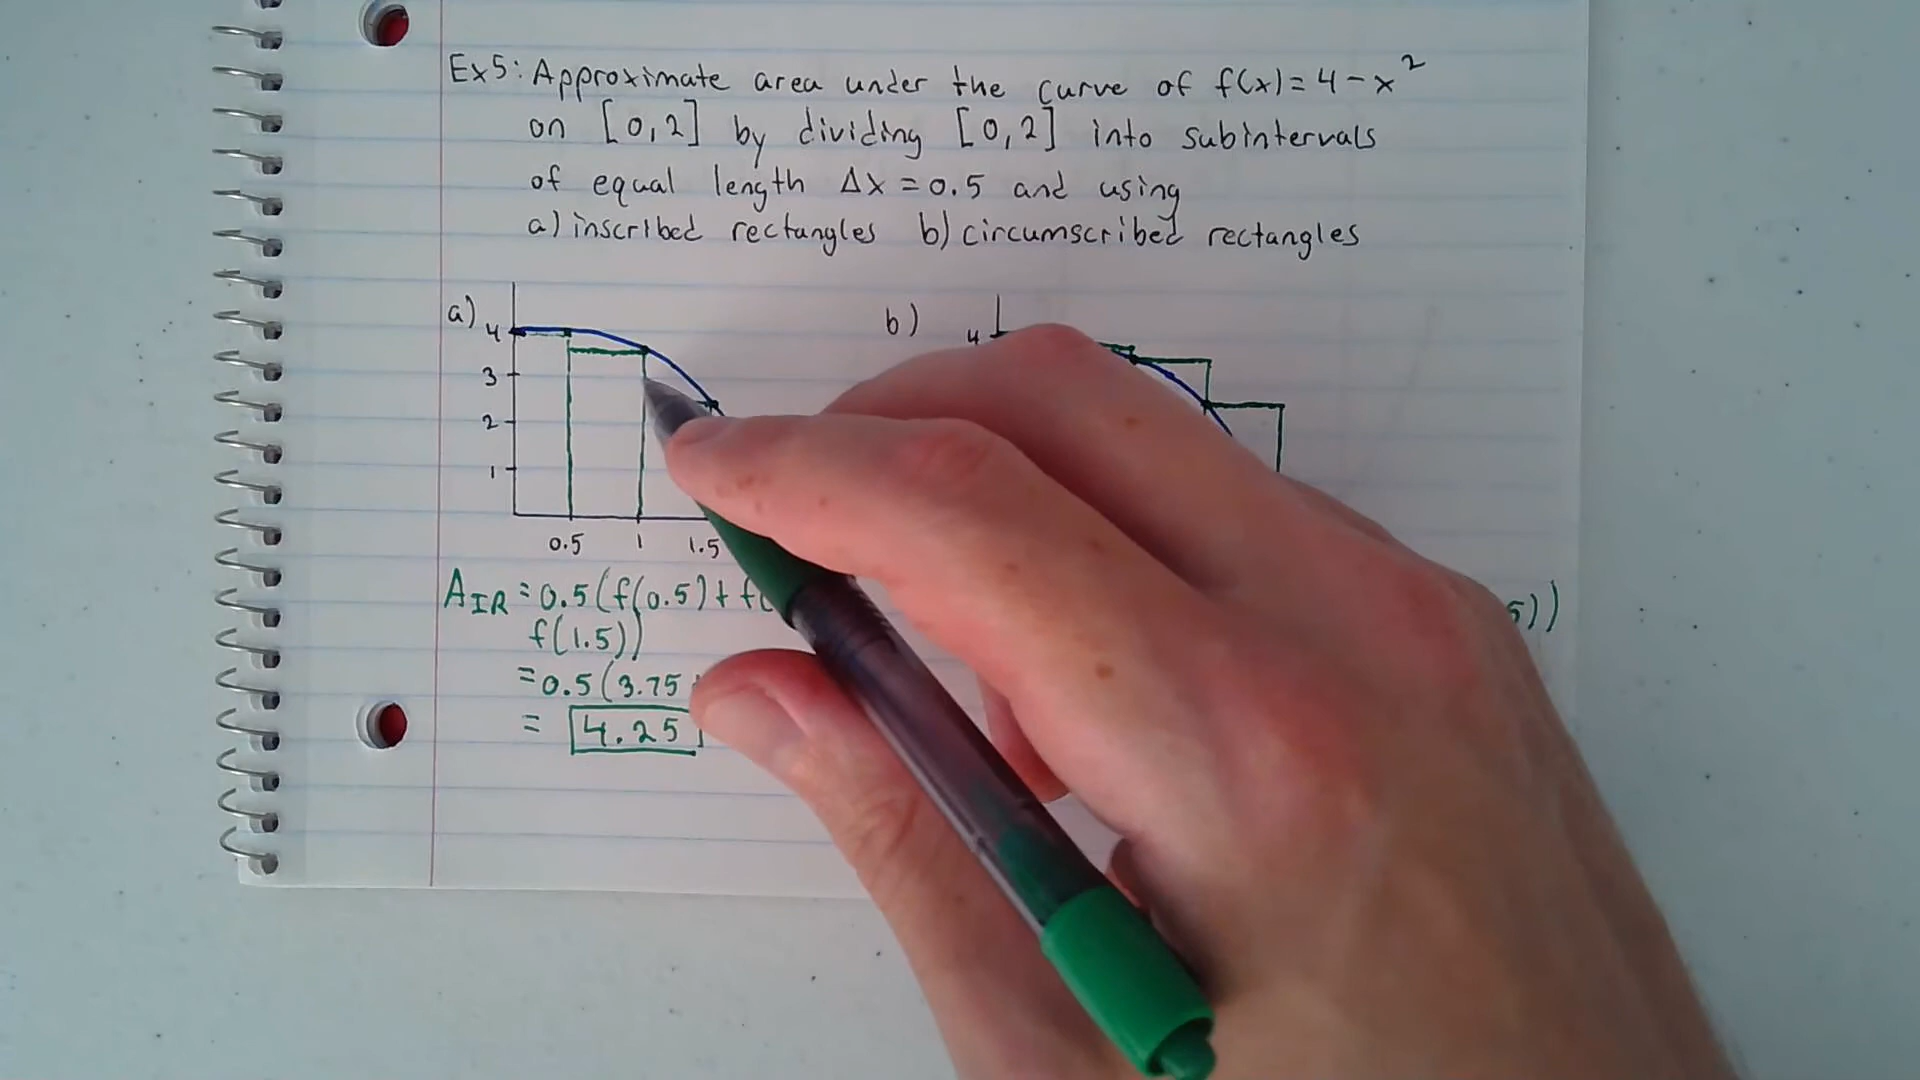 Ex5: Approximate area under the curve of f(x) = 4 - x²
on [0,2] by dividing [0,2] into subintervals
of equal length Δx = 0.5 and using
a) inscribed rectangles b) circumscribed rectangles
a)
4
3
2
1
0.5 1 1.5
b)
4
A_IR = 0.5(f(0.5) + f(
f(1.5))
= 0.5(3.75
= 4.25
5))